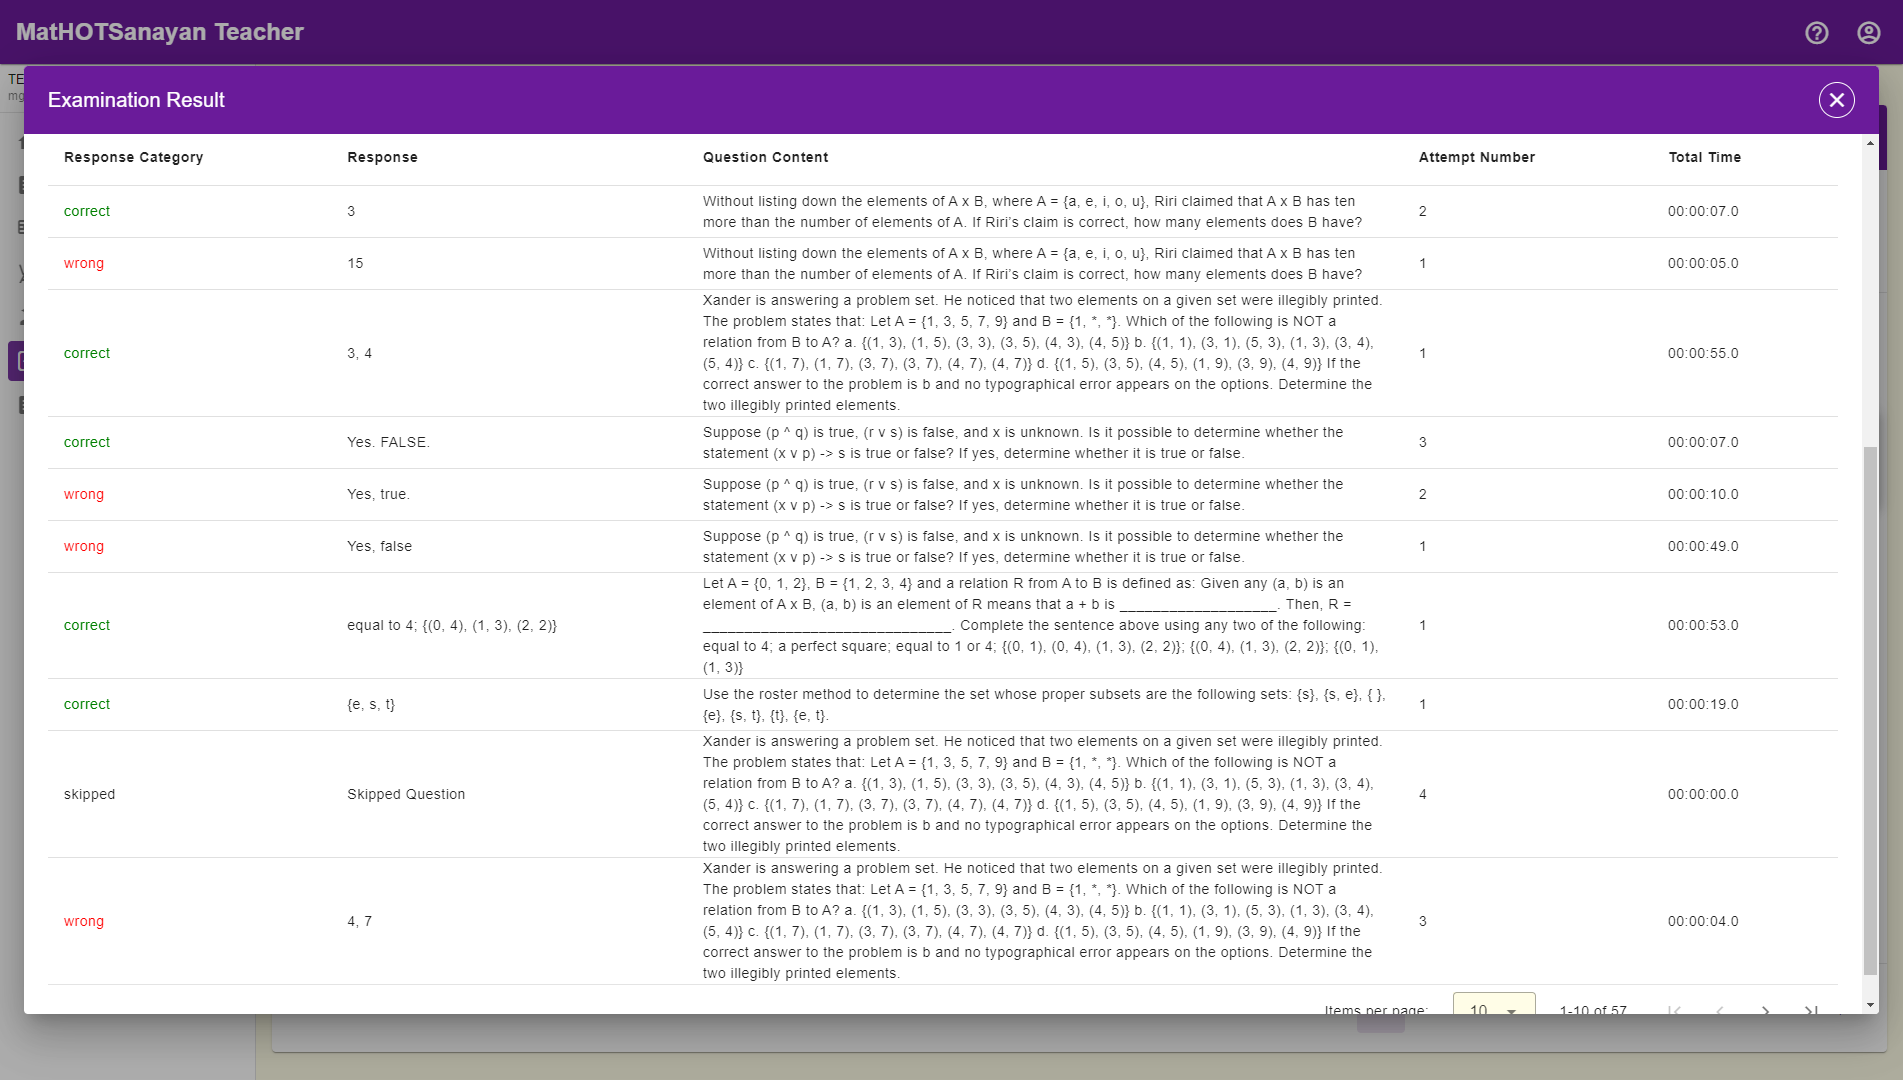 MatHOTSanayan Teacher
TE
mg
Examination Result
Response Category Response Question Content Attempt Number Total Time
correct 3 Without listing down the elements of A x B, where A = {a, e, i, o, u}, Riri claimed that A x B has ten
more than the number of elements of A. If Riri’s claim is correct, how many elements does B have? 2 00:00:07.0
wrong 15 Without listing down the elements of A x B, where A = {a, e, i, o, u}, Riri claimed that A x B has ten
more than the number of elements of A. If Riri’s claim is correct, how many elements does B have? 1 00:00:05.0
Xander is answering a problem set. He noticed that two elements on a given set were illegibly printed.
The problem states that: Let A = {1, 3, 5, 7, 9} and B = {1, *, *}. Which of the following is NOT a
relation from B to A? a. {(1, 3), (1, 5), (3, 3), (3, 5), (4, 3), (4, 5)} b. {(1, 1), (3, 1), (5, 3), (1, 3), (3, 4),
correct 3, 4 (5, 4)} c. {(1, 7), (1, 7), (3, 7), (3, 7), (4, 7), (4, 7)} d. {(1, 5), (3, 5), (4, 5), (1, 9), (3, 9), (4, 9)} If the 1 00:00:55.0
correct answer to the problem is b and no typographical error appears on the options. Determine the
two illegibly printed elements.
correct Yes. FALSE. Suppose (p ^ q) is true, (r v s) is false, and x is unknown. Is it possible to determine whether the
statement (x v p) -> s is true or false? If yes, determine whether it is true or false. 3 00:00:07.0
wrong Yes, true. Suppose (p ^ q) is true, (r v s) is false, and x is unknown. Is it possible to determine whether the
statement (x v p) -> s is true or false? If yes, determine whether it is true or false. 2 00:00:10.0
wrong Yes, false Suppose (p ^ q) is true, (r v s) is false, and x is unknown. Is it possible to determine whether the
statement (x v p) -> s is true or false? If yes, determine whether it is true or false. 1 00:00:49.0
Let A = {0, 1, 2}, B = {1, 2, 3, 4} and a relation R from A to B is defined as: Given any (a, b) is an
element of A x B, (a, b) is an element of R means that a + b is ___________________. Then, R =
correct equal to 4; {(0, 4), (1, 3), (2, 2)} ______________________________. Complete the sentence above using any two of the following: 1 00:00:53.0
equal to 4; a perfect square; equal to 1 or 4; {(0, 1), (0, 4), (1, 3), (2, 2)}; {(0, 4), (1, 3), (2, 2)}; {(0, 1),
(1, 3)}
correct {e, s, t} Use the roster method to determine the set whose proper subsets are the following sets: {s}, {s, e}, { },
{e}, {s, t}, {t}, {e, t}. 1 00:00:19.0
Xander is answering a problem set. He noticed that two elements on a given set were illegibly printed.
The problem states that: Let A = {1, 3, 5, 7, 9} and B = {1, *, *}. Which of the following is NOT a
relation from B to A? a. {(1, 3), (1, 5), (3, 3), (3, 5), (4, 3), (4, 5)} b. {(1, 1), (3, 1), (5, 3), (1, 3), (3, 4),
skipped Skipped Question (5, 4)} c. {(1, 7), (1, 7), (3, 7), (3, 7), (4, 7), (4, 7)} d. {(1, 5), (3, 5), (4, 5), (1, 9), (3, 9), (4, 9)} If the 4 00:00:00.0
correct answer to the problem is b and no typographical error appears on the options. Determine the
two illegibly printed elements.
Xander is answering a problem set. He noticed that two elements on a given set were illegibly printed.
The problem states that: Let A = {1, 3, 5, 7, 9} and B = {1, *, *}. Which of the following is NOT a
relation from B to A? a. {(1, 3), (1, 5), (3, 3), (3, 5), (4, 3), (4, 5)} b. {(1, 1), (3, 1), (5, 3), (1, 3), (3, 4),
wrong 4, 7 (5, 4)} c. {(1, 7), (1, 7), (3, 7), (3, 7), (4, 7), (4, 7)} d. {(1, 5), (3, 5), (4, 5), (1, 9), (3, 9), (4, 9)} If the 3 00:00:04.0
correct answer to the problem is b and no typographical error appears on the options. Determine the
two illegibly printed elements.
Items per page: 10 1-10 of 57